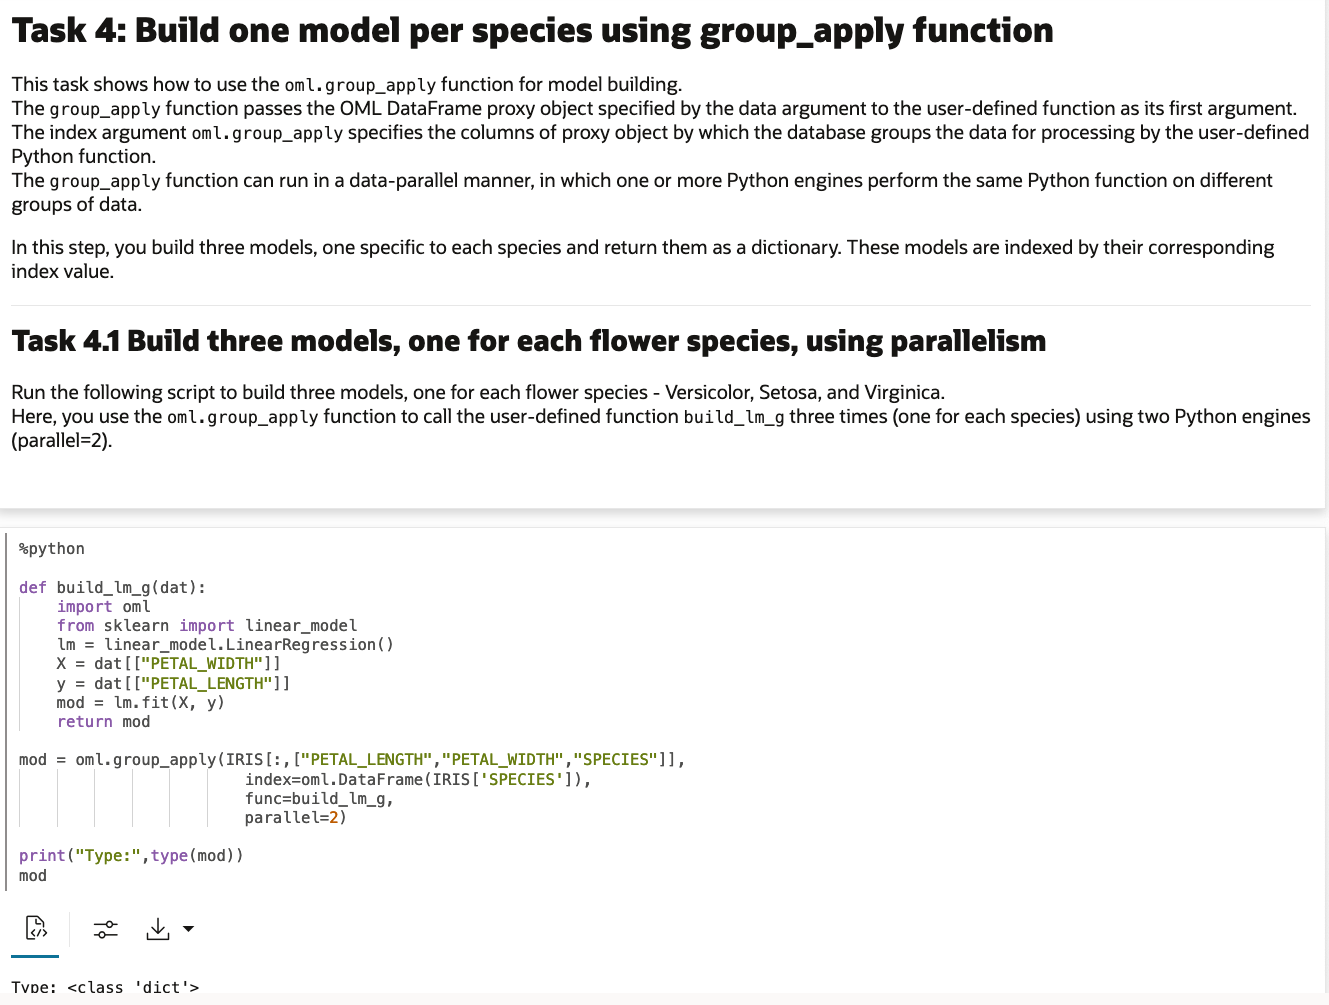 Task 4: Build one model per species using group_apply function
This task shows how to use the oml.group_apply function for model building.
The group_apply function passes the OML DataFrame proxy object specified by the data argument to the user-defined function as its first argument.
The index argument oml.group_apply specifies the columns of proxy object by which the database groups the data for processing by the user-defined
Python function.
The group_apply function can run in a data-parallel manner, in which one or more Python engines perform the same Python function on different
groups of data.
In this step, you build three models, one specific to each species and return them as a dictionary. These models are indexed by their corresponding
index value.
Task 4.1 Build three models, one for each flower species, using parallelism
Run the following script to build three models, one for each flower species - Versicolor, Setosa, and Virginica.
Here, you use the oml.group_apply function to call the user-defined function build_lm_g three times (one for each species) using two Python engines
(parallel=2).
%python
def build_lm_g(dat):
    import oml
    from sklearn import linear_model
    lm = linear_model.LinearRegression()
    X = dat[["PETAL_WIDTH"]]
    y = dat[["PETAL_LENGTH"]]
    mod = lm.fit(X, y)
    return mod
mod = oml.group_apply(IRIS[:,["PETAL_LENGTH","PETAL_WIDTH","SPECIES"]],
                        index=oml.DataFrame(IRIS['SPECIES']),
                        func=build_lm_g,
                        parallel=2)
print("Type:",type(mod))
mod
Type: <class 'dict'>